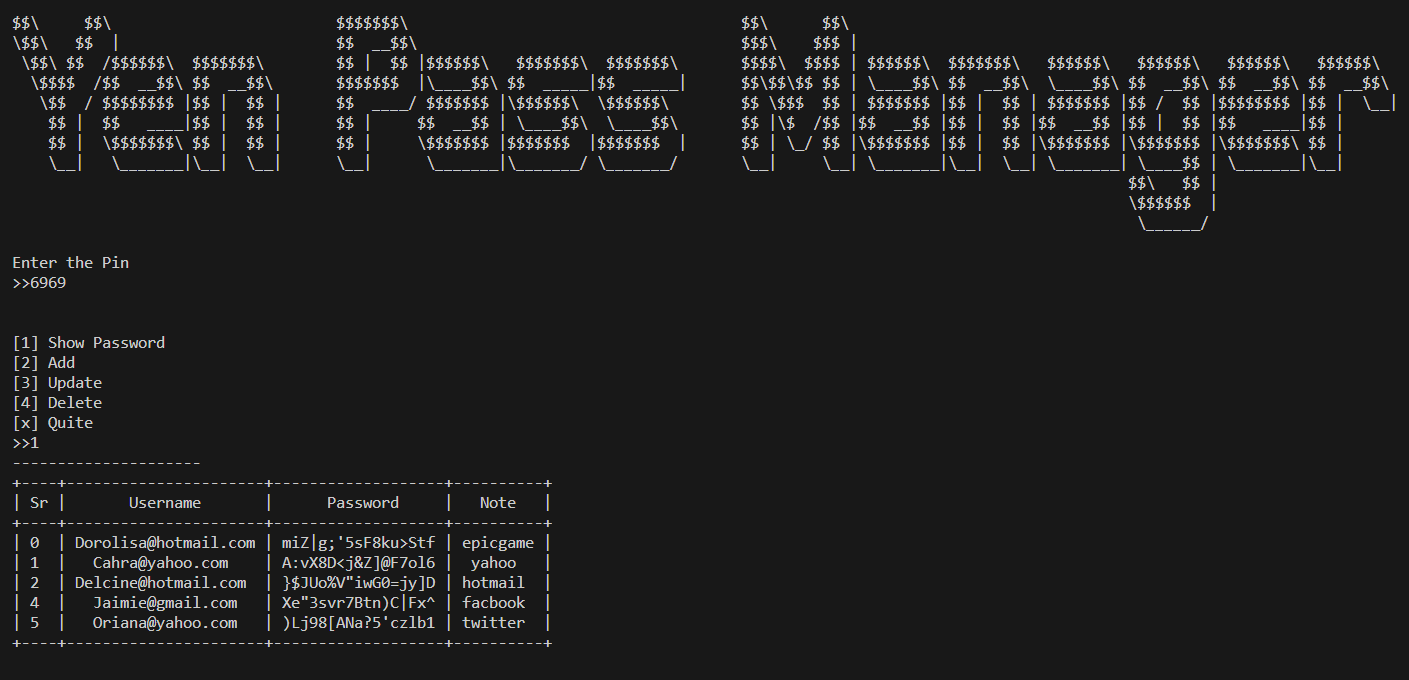 Yen Pass Manager
Enter the Pin
>>6969
[1] Show Password
[2] Add
[3] Update
[4] Delete
[x] Quite
>>1
---------------------
+----+----------------------+-------------------+----------+
| Sr | Username | Password | Note |
+----+----------------------+-------------------+----------+
| 0 | Dorolisa@hotmail.com | miZ|g;'5sF8ku>Stf | epicgame |
| 1 | Cahra@yahoo.com | A:vX8D<j&Z]@F7ol6 | yahoo |
| 2 | Delcine@hotmail.com | }$JUo%V"iwG0=jy]D | hotmail |
| 4 | Jaimie@gmail.com | Xe"3svr7Btn)C|Fx^ | facbook |
| 5 | Oriana@yahoo.com | )Lj98[ANa?5'czlb1 | twitter |
+----+----------------------+-------------------+----------+